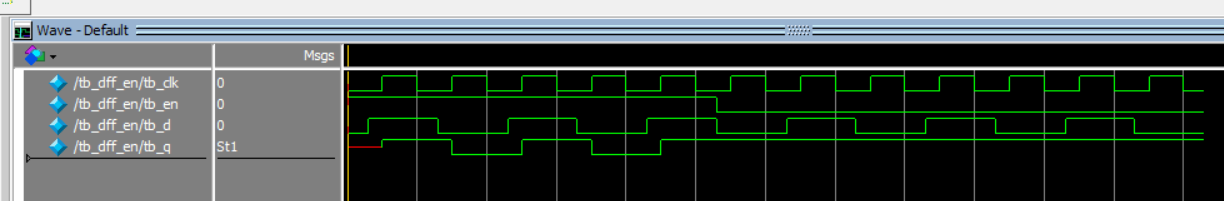 Wave - Default
Msgs
/tb_dff_en/tb_clk 0
/tb_dff_en/tb_en 0
/tb_dff_en/tb_d 0
/tb_dff_en/tb_q St1